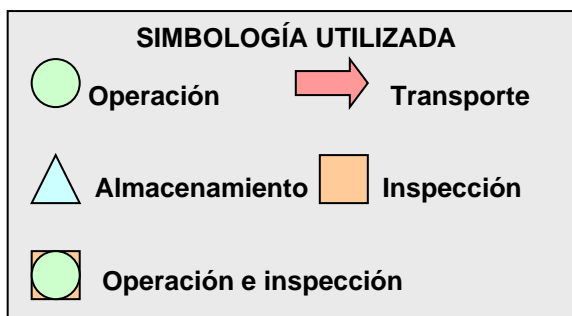 SIMBOLOGÍA UTILIZADA
Operación Transporte
Almacenamiento Inspección
Operación e inspección